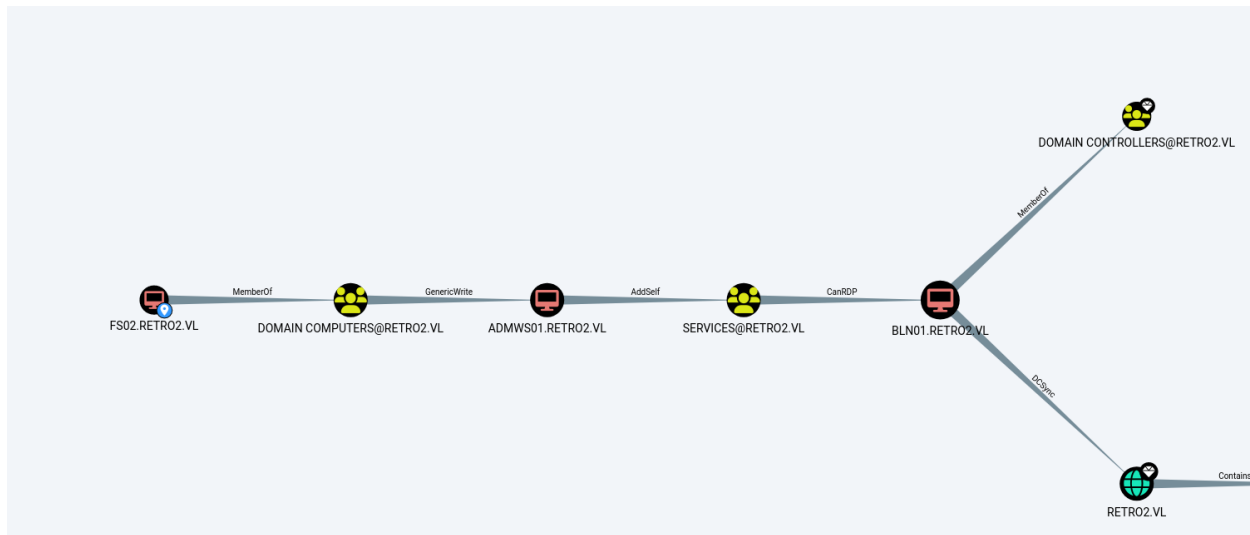 DOMAIN CONTROLLERS@RETRO2.VL
MemberOf
MemberOf
GenericWrite
AddSelf
CanRDP
FS02.RETRO2.VL
DOMAIN COMPUTERS@RETRO2.VL
ADMWS01.RETRO2.VL
SERVICES@RETRO2.VL
BLN01.RETRO2.VL
DCSync
Contains
RETRO2.VL